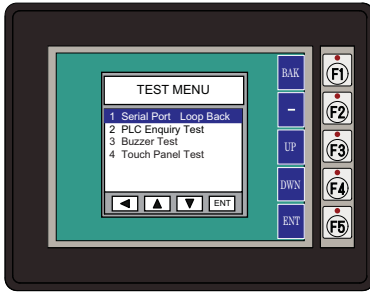 TEST MENU
1 Serial Port Loop Back
2 PLC Enquiry Test
3 Buzzer Test
4 Touch Panel Test
ENT
BAK
–
UP
DWN
ENT
F1
F2
F3
F4
F5